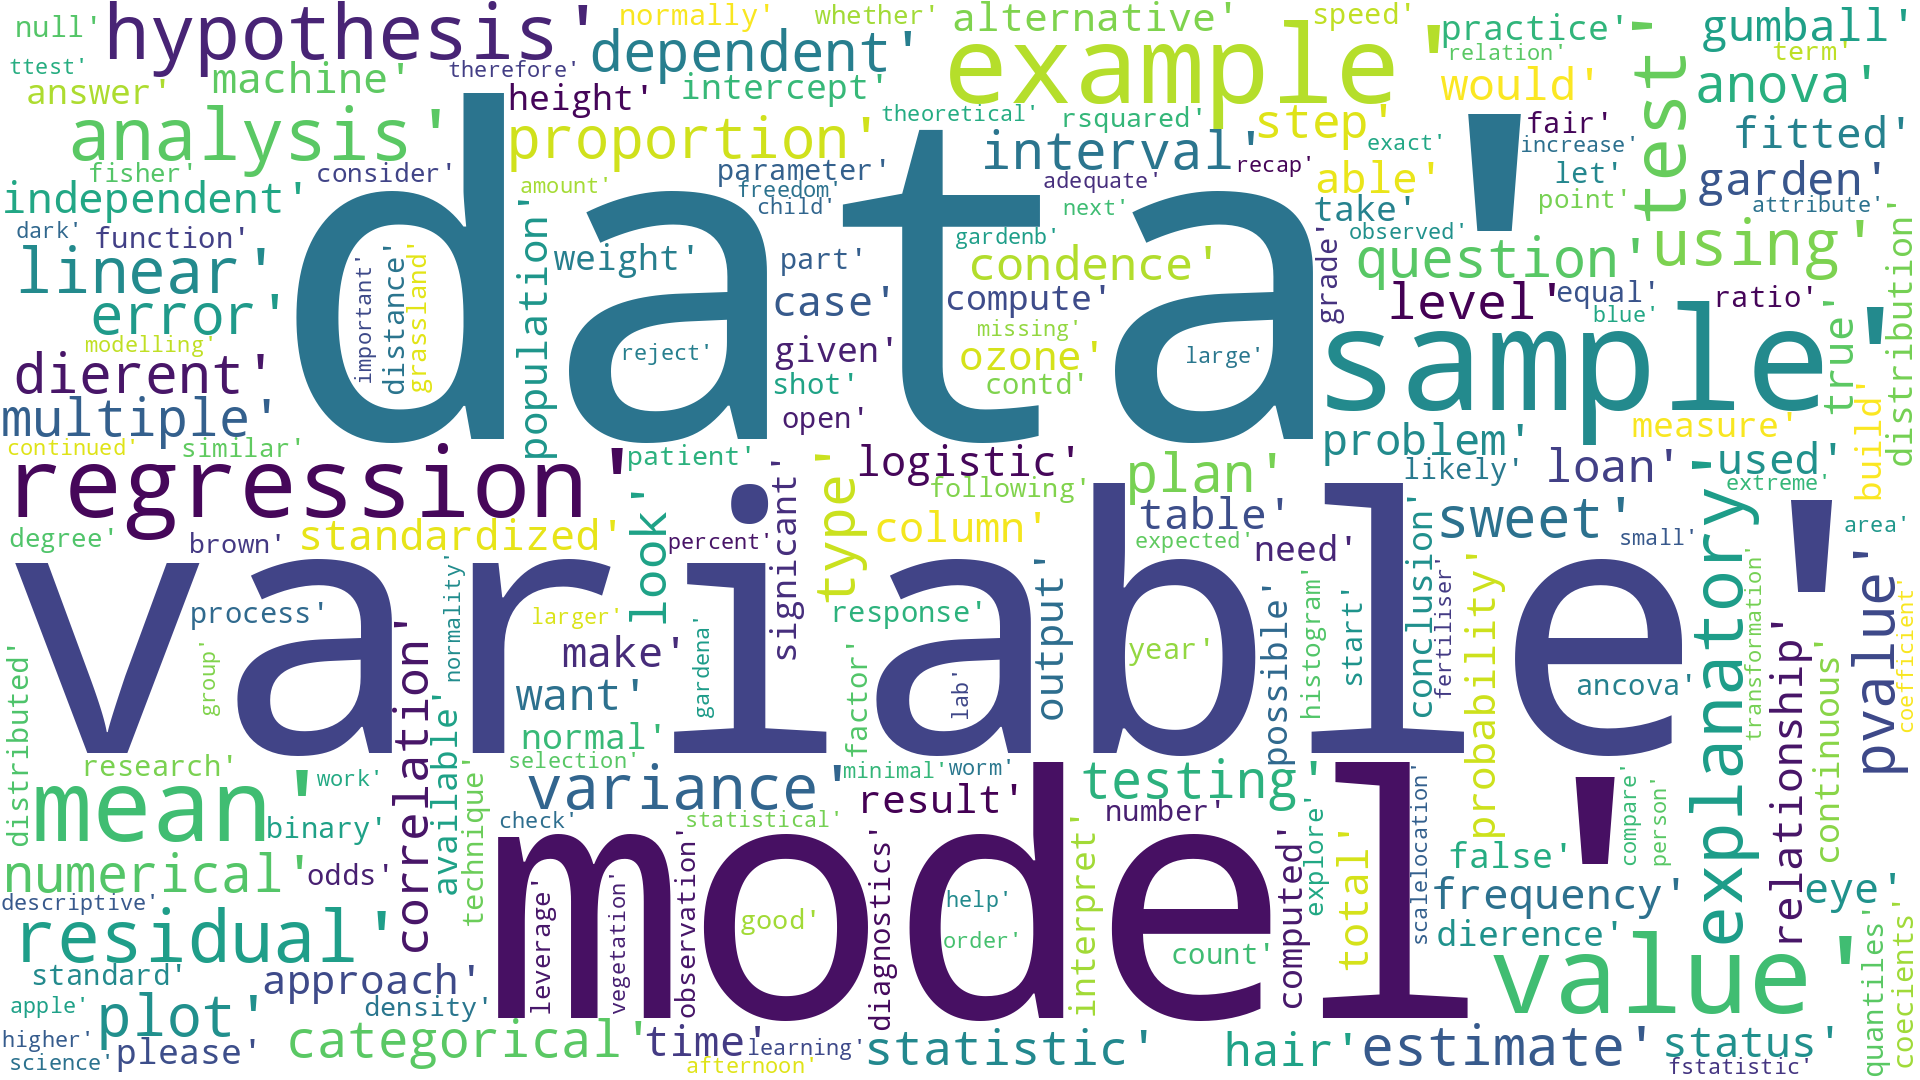 null'
hypothesis'
normally'
whether'
alternative'
speed'
practice'
gumball'
ttest'
machine'
therefore'
dependent'
example'
relation'
term'
answer'
height'
intercept'
would'
test'
anova'
analysis'
data'
proportion'
theoretical'
rsquared'
step'
exact'
fair'
fitted'
fisher'
consider'
parameter'
interval'
recap'
increase'
independent'
amount'
freedom'
child'
adequate'
next'
able'
let'
garden'
dark'
function'
population'
take'
point'
attribute'
linear'
important'
distance'
grassland'
weight'
part'
gardenb'
condence'
observed'
question'
using'
distribution'
error'
case'
compute'
grade'
level'
equal'
ratio'
modelling'
reject'
given'
missing'
ozone'
large'
blue'
sample'
true'
dierent'
shot'
contd'
multiple'
open'
measure'
build'
continued'
similar'
regression'
patient'
logistic'
plan'
problem'
likely'
loan'
used'
significant'
type'
following'
explanatory'
extreme'
degree'
brown'
standardized'
look'
percent'
column'
table'
expected'
need'
conclusion'
sweet'
small'
area'
variable'
process'
normality'
larger'
response'
output'
year'
possible'
histogram'
start'
fertiliser'
probability'
transformation'
pvalue'
coefficient'
distributed'
group'
correlation'
make'
want'
gardena'
factor'
lab'
ancova'
relationship'
continuous'
available'
normal'
research'
work'
selection'
minimal'
worm'
mean'
technique'
variance'
result'
testing'
number'
scalelocation'
compare'
person'
binary'
check'
statistical'
numerical'
odds'
model'
observation'
diagnostics'
interpret'
computed'
explore'
total'
false'
eye'
descriptive'
leverage'
vegetation'
good'
help'
frequency'
residual'
order'
count'
dierence'
standard'
approach'
value'
quantiles'
coecients'
apple'
plot'
density'
higher'
please'
categorical'
time'
learning'
statistic'
hair'
estimate'
status'
science'
afternoon'
fstatistic'